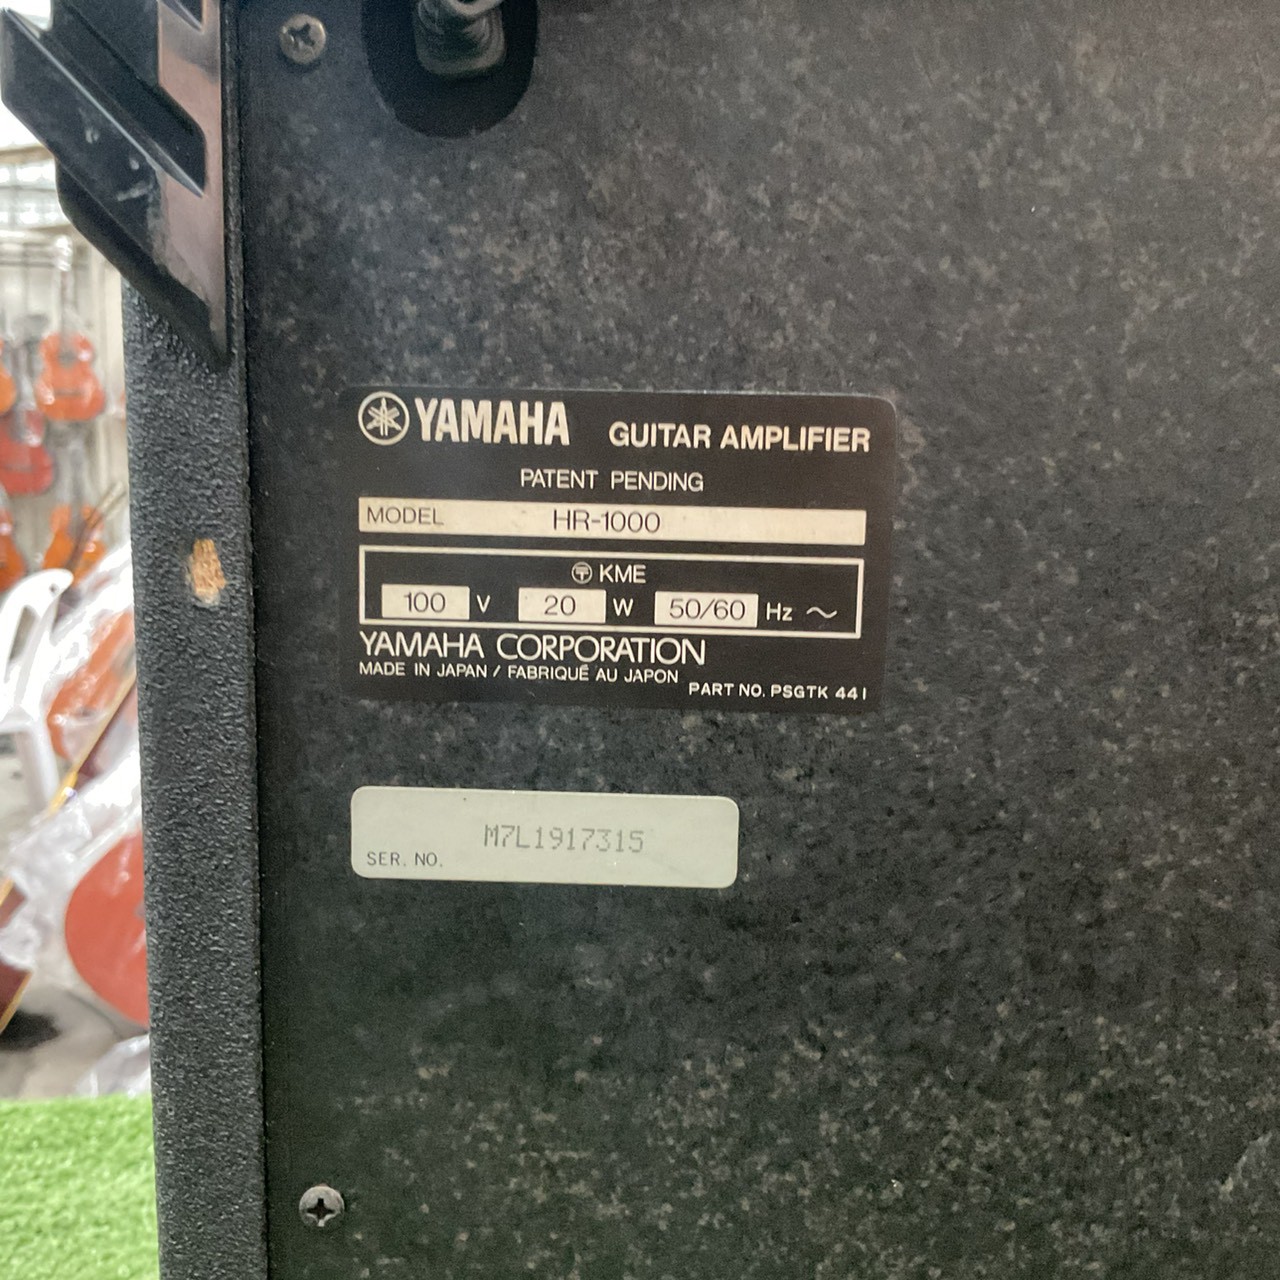 YAMAHA GUITAR AMPLIFIER
PATENT PENDING
MODEL HR-1000
〒 KME
100 V 20 W 50/60 Hz ~
YAMAHA CORPORATION
MADE IN JAPAN / FABRIQUÉ AU JAPON
PART NO. PSGTK 441
M7L1917315
SER. NO.